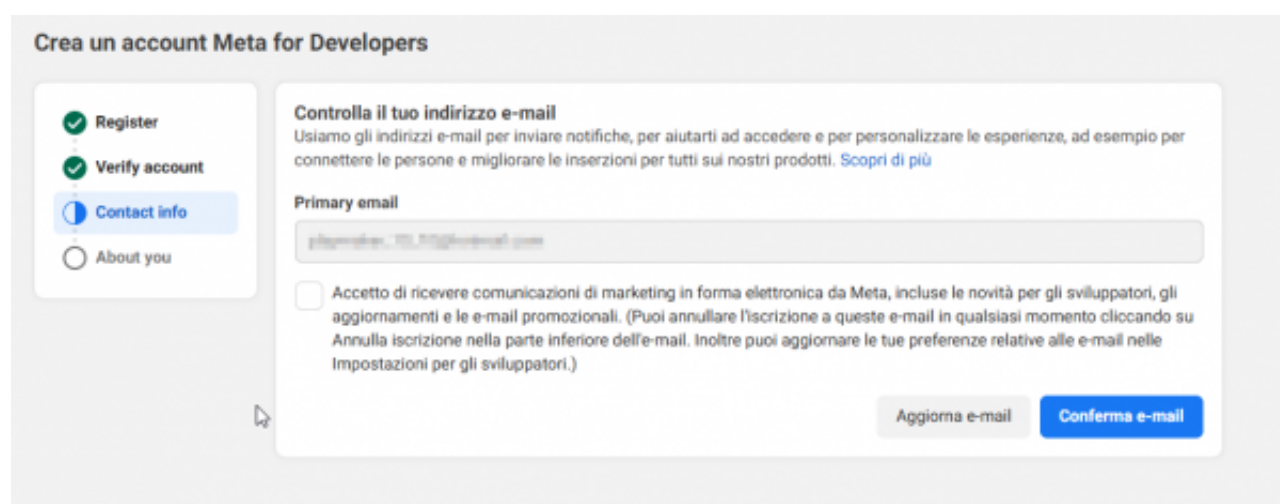 Crea un account Meta for Developers
Register
Verify account
Contact info
About you
Controlla il tuo indirizzo e-mail
Usiamo gli indirizzi e-mail per inviare notifiche, per aiutarti ad accedere e per personalizzare le esperienze, ad esempio per
connettere le persone e migliorare le inserzioni per tutti sui nostri prodotti. Scopri di più
Primary email
Accetto di ricevere comunicazioni di marketing in forma elettronica da Meta, incluse le novità per gli sviluppatori, gli
aggiornamenti e le e-mail promozionali. (Puoi annullare l'iscrizione a queste e-mail in qualsiasi momento cliccando su
Annulla iscrizione nella parte inferiore dell'e-mail. Inoltre puoi aggiornare le tue preferenze relative alle e-mail nelle
Impostazioni per gli sviluppatori.)
Aggiorna e-mail
Conferma e-mail